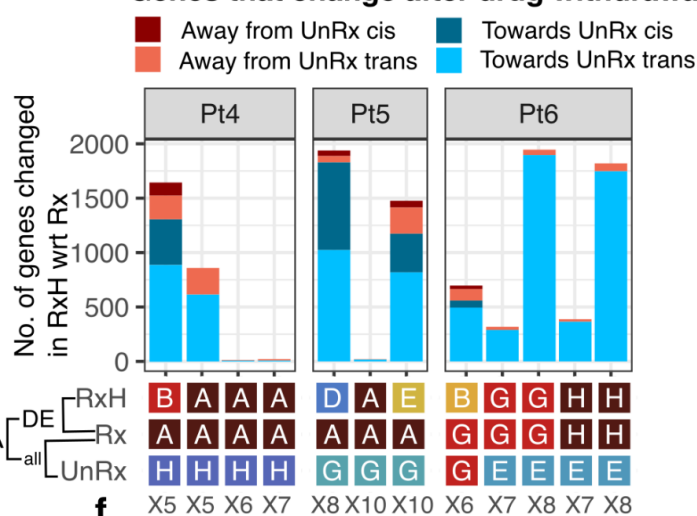 Away from UnRx cis
Towards UnRx cis
Away from UnRx trans
Towards UnRx trans
Pt4
Pt5
Pt6
No. of genes changed
in RxH wrt Rx
2000
1500
1000
500
0
RxH B A A A D A E B G G H H
DE
Rx A A A A A A A G G G H H
all
UnRx H H H H G G G G E E E E
f X5 X5 X6 X7 X8 X10 X10 X6 X7 X8 X7 X8